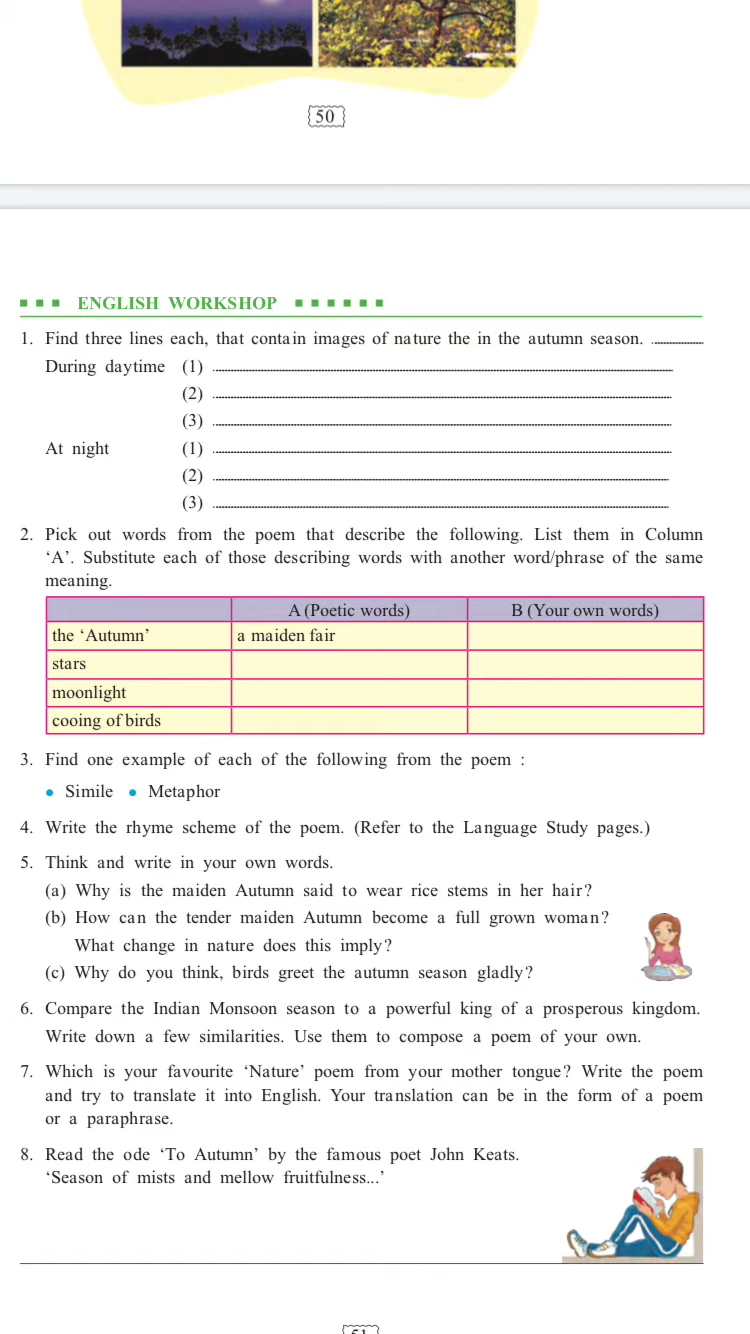 50
ENGLISH WORKSHOP
1. Find three lines each, that contain images of nature the in the autumn season.
During daytime (1)
(2)
(3)
At night (1)
(2)
(3)
2. Pick out words from the poem that describe the following. List them in Column
‘A’. Substitute each of those describing words with another word/phrase of the same
meaning.
A (Poetic words) B (Your own words)
the ‘Autumn’ a maiden fair
stars
moonlight
cooing of birds
3. Find one example of each of the following from the poem :
• Simile • Metaphor
4. Write the rhyme scheme of the poem. (Refer to the Language Study pages.)
5. Think and write in your own words.
(a) Why is the maiden Autumn said to wear rice stems in her hair?
(b) How can the tender maiden Autumn become a full grown woman?
What change in nature does this imply?
(c) Why do you think, birds greet the autumn season gladly?
6. Compare the Indian Monsoon season to a powerful king of a prosperous kingdom.
Write down a few similarities. Use them to compose a poem of your own.
7. Which is your favourite ‘Nature’ poem from your mother tongue? Write the poem
and try to translate it into English. Your translation can be in the form of a poem
or a paraphrase.
8. Read the ode ‘To Autumn’ by the famous poet John Keats.
‘Season of mists and mellow fruitfulness...’
51